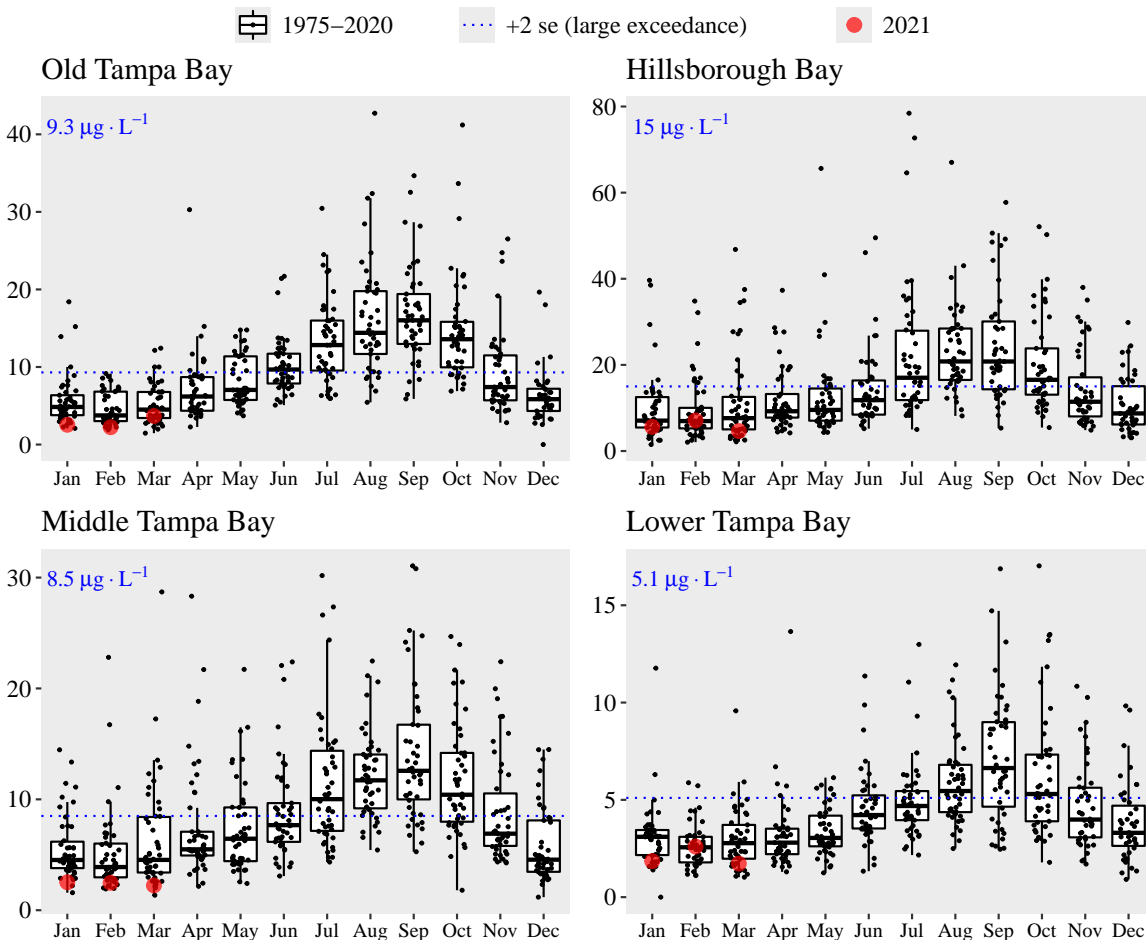 1975–2020 +2 se (large exceedance) 2021
Old Tampa Bay
9.3 μg · L⁻¹
40
30
20
10
0
Jan Feb Mar Apr May Jun Jul Aug Sep Oct Nov Dec
Hillsborough Bay
15 μg · L⁻¹
80
60
40
20
0
Jan Feb Mar Apr May Jun Jul Aug Sep Oct Nov Dec
Middle Tampa Bay
8.5 μg · L⁻¹
30
20
10
0
Jan Feb Mar Apr May Jun Jul Aug Sep Oct Nov Dec
Lower Tampa Bay
5.1 μg · L⁻¹
15
10
5
0
Jan Feb Mar Apr May Jun Jul Aug Sep Oct Nov Dec